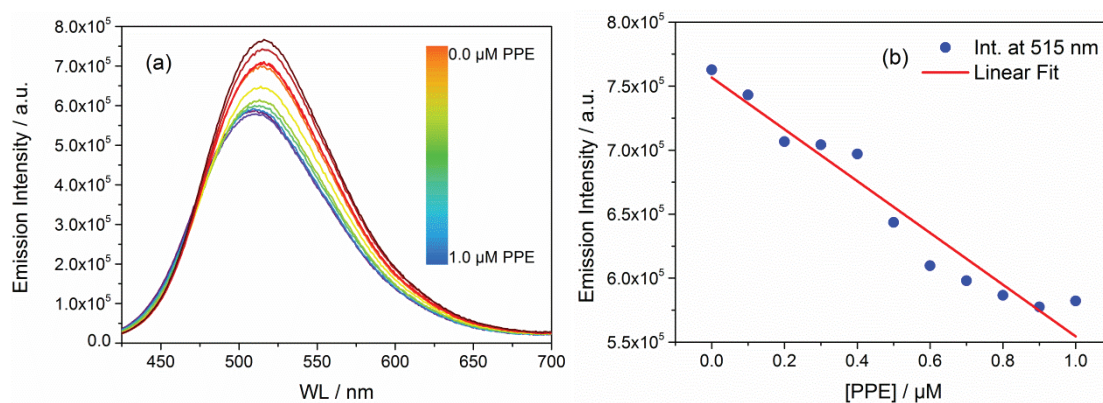 (a)
0.0 µM PPE
1.0 µM PPE
8.0x10⁵
7.0x10⁵
6.0x10⁵
5.0x10⁵
4.0x10⁵
3.0x10⁵
2.0x10⁵
1.0x10⁵
0.0
Emission Intensity / a.u.
450 500 550 600 650 700
WL / nm
(b)
Int. at 515 nm
Linear Fit
8.0x10⁵
7.5x10⁵
7.0x10⁵
6.5x10⁵
6.0x10⁵
5.5x10⁵
Emission Intensity / a.u.
0.0 0.2 0.4 0.6 0.8 1.0
[PPE] / µM